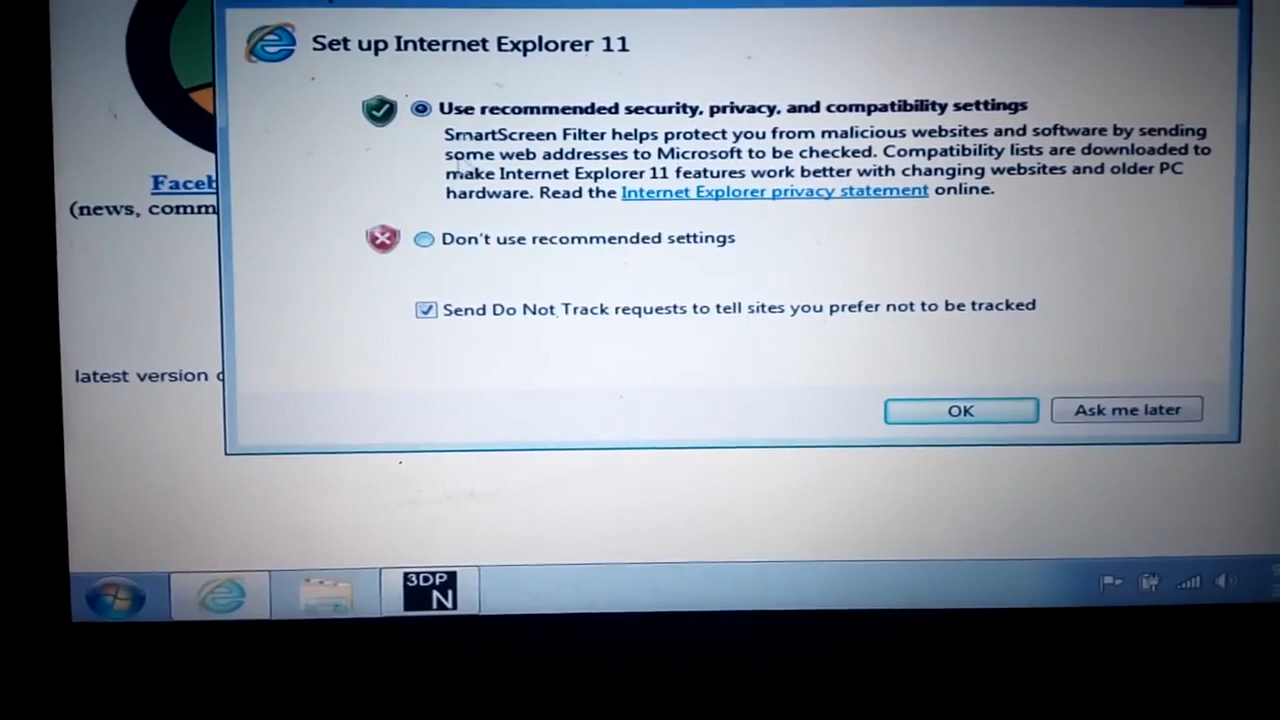 Set up Internet Explorer 11
Use recommended security, privacy, and compatibility settings
SmartScreen Filter helps protect you from malicious websites and software by sending
some web addresses to Microsoft to be checked. Compatibility lists are downloaded to
make Internet Explorer 11 features work better with changing websites and older PC
hardware. Read the Internet Explorer privacy statement online.
Faceb
(news, comm
Don't use recommended settings
Send Do Not Track requests to tell sites you prefer not to be tracked
latest version
OK
Ask me later
3DP
N